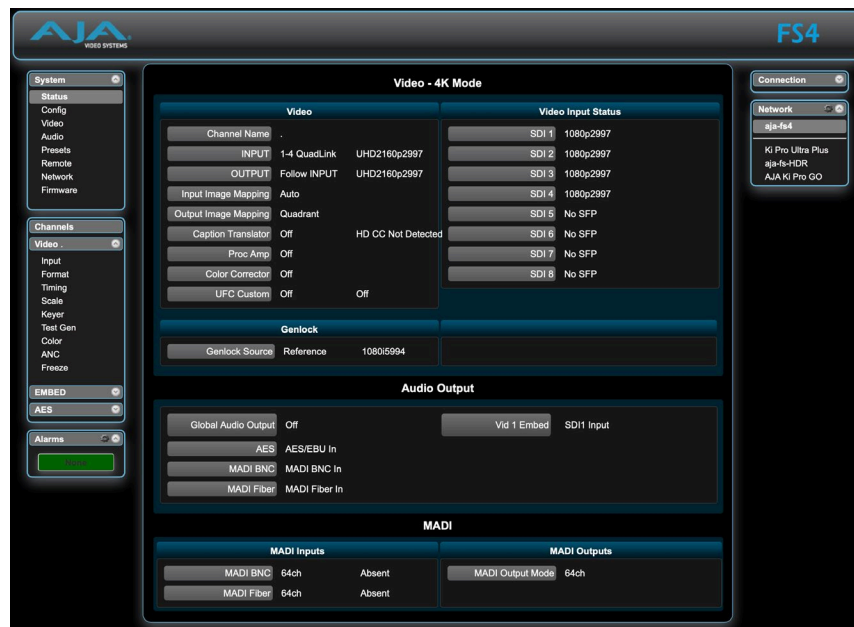 AJA
VIDEO SYSTEMS
FS4
System
Status
Config
Video
Audio
Presets
Remote
Network
Firmware
Channels
Video .
Input
Format
Timing
Scale
Keyer
Test Gen
Color
ANC
Freeze
EMBED
AES
Alarms
None
Video - 4K Mode
Video
Channel Name .
INPUT 1-4 QuadLink UHD2160p2997
OUTPUT Follow INPUT UHD2160p2997
Input Image Mapping Auto
Output Image Mapping Quadrant
Caption Translator Off HD CC Not Detected
Proc Amp Off
Color Corrector Off
UFC Custom Off Off
Video Input Status
SDI 1 1080p2997
SDI 2 1080p2997
SDI 3 1080p2997
SDI 4 1080p2997
SDI 5 No SFP
SDI 6 No SFP
SDI 7 No SFP
SDI 8 No SFP
Genlock
Genlock Source Reference 1080i5994
Audio Output
Global Audio Output Off
AES AES/EBU In
MADI BNC MADI BNC In
MADI Fiber MADI Fiber In
Vid 1 Embed SDI1 Input
MADI
MADI Inputs
MADI BNC 64ch Absent
MADI Fiber 64ch Absent
MADI Outputs
MADI Output Mode 64ch
Connection
Network
aja-fs4
Ki Pro Ultra Plus
aja-fs-HDR
AJA Ki Pro GO